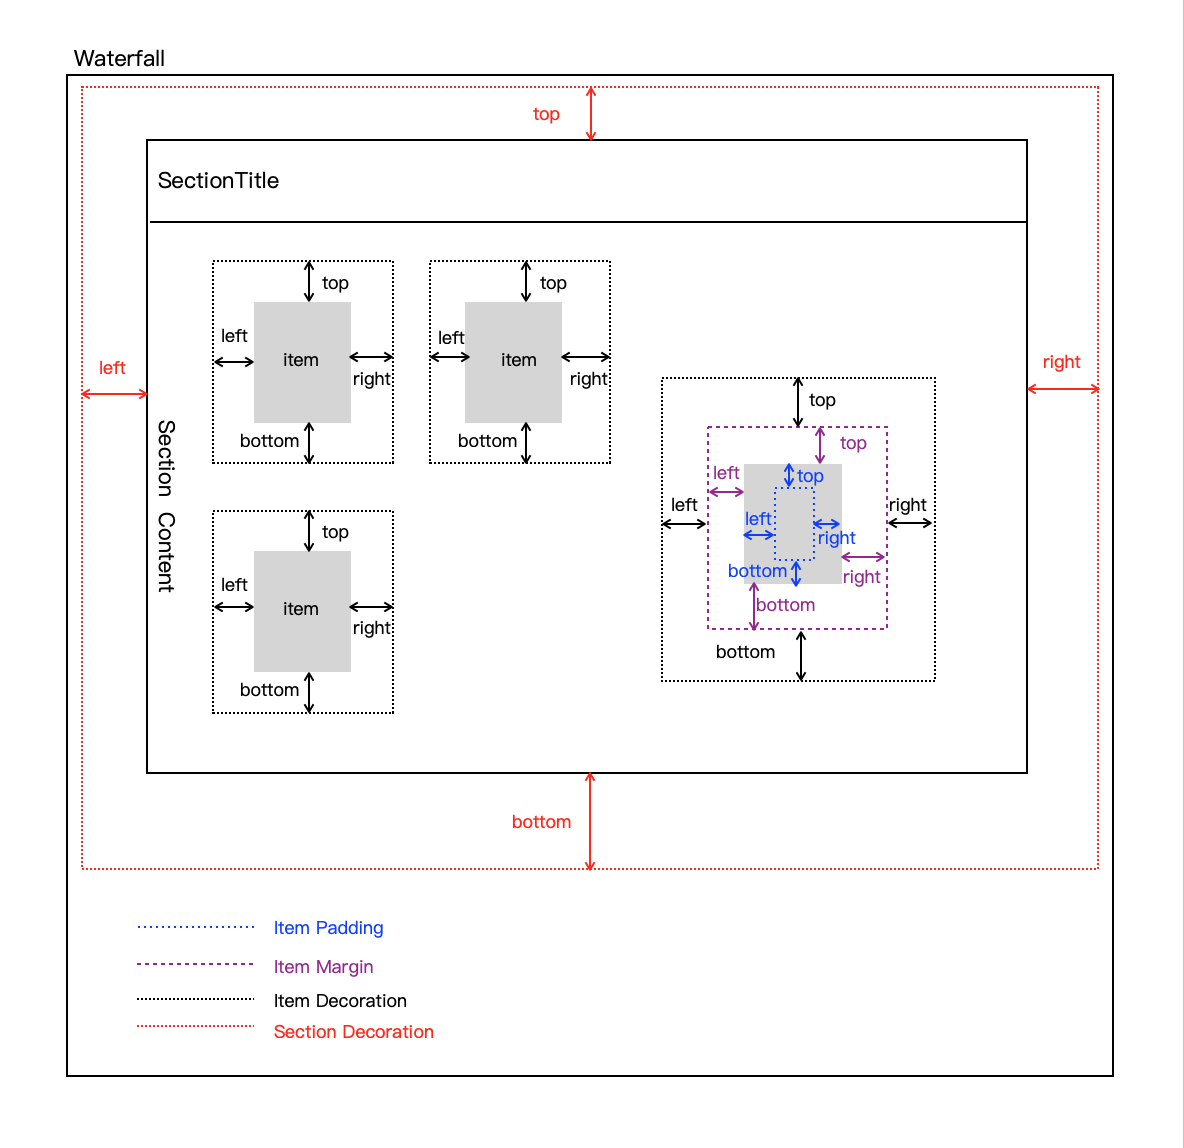 Waterfall
top
SectionTitle
top
top
left
left
item
item
right
right
bottom
bottom
left
right
Section Content
top
top
left
top
left
right
left
right
bottom
right
bottom
bottom
top
left
item
right
bottom
bottom
Item Padding
Item Margin
Item Decoration
Section Decoration